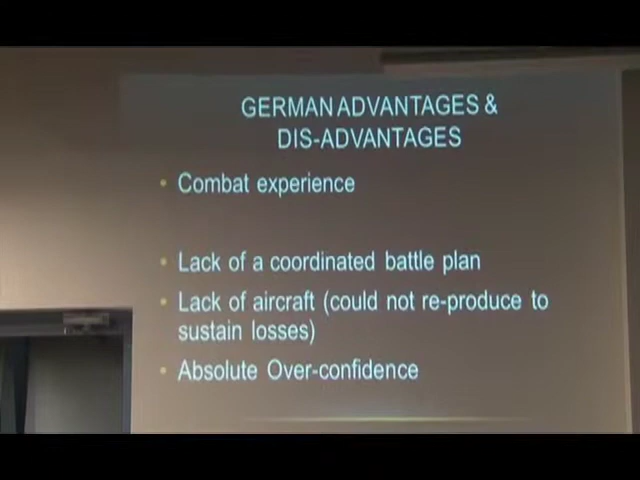 GERMAN ADVANTAGES &
DIS-ADVANTAGES
• Combat experience
• Lack of a coordinated battle plan
• Lack of aircraft (could not re-produce to
sustain losses)
• Absolute Over-confidence